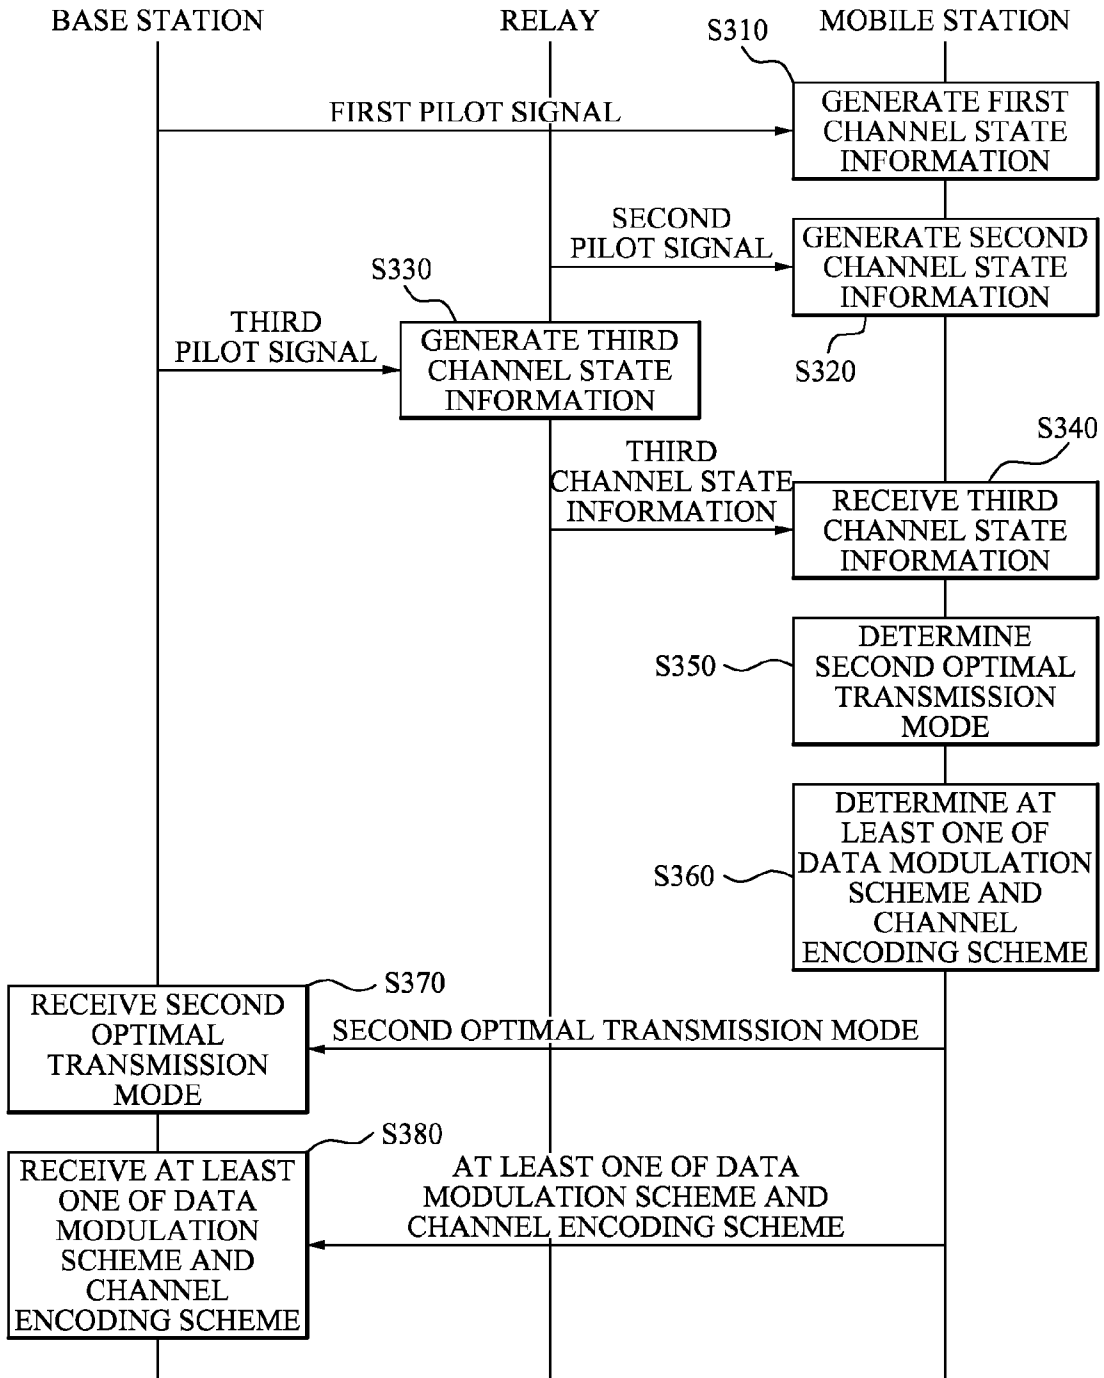 BASE STATION
RELAY
MOBILE STATION
S310
FIRST PILOT SIGNAL
GENERATE FIRST
CHANNEL STATE
INFORMATION
SECOND
PILOT SIGNAL
GENERATE SECOND
CHANNEL STATE
INFORMATION
S320
S330
THIRD
PILOT SIGNAL
GENERATE THIRD
CHANNEL STATE
INFORMATION
S340
THIRD
CHANNEL STATE
INFORMATION
RECEIVE THIRD
CHANNEL STATE
INFORMATION
S350
DETERMINE
SECOND OPTIMAL
TRANSMISSION
MODE
S360
DETERMINE AT
LEAST ONE OF
DATA MODULATION
SCHEME AND
CHANNEL
ENCODING SCHEME
S370
RECEIVE SECOND
OPTIMAL
TRANSMISSION
MODE
SECOND OPTIMAL TRANSMISSION MODE
S380
RECEIVE AT LEAST
ONE OF DATA
MODULATION
SCHEME AND
CHANNEL
ENCODING SCHEME
AT LEAST ONE OF DATA
MODULATION SCHEME AND
CHANNEL ENCODING SCHEME